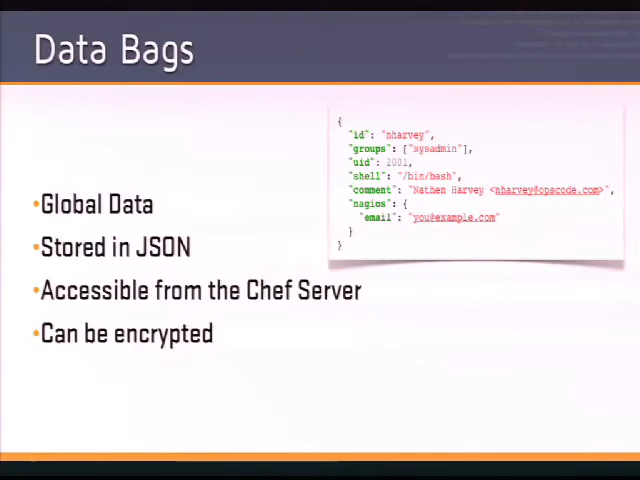 Data Bags
•Global Data
•Stored in JSON
•Accessible from the Chef Server
•Can be encrypted
{
"id": "nharvey",
"groups": ["sysadmin"],
"uid": 2001,
"shell": "/bin/bash",
"comment": "Nathen Harvey <nharvey@opscode.com>",
"nagios": {
"email": "you@example.com"
}
}